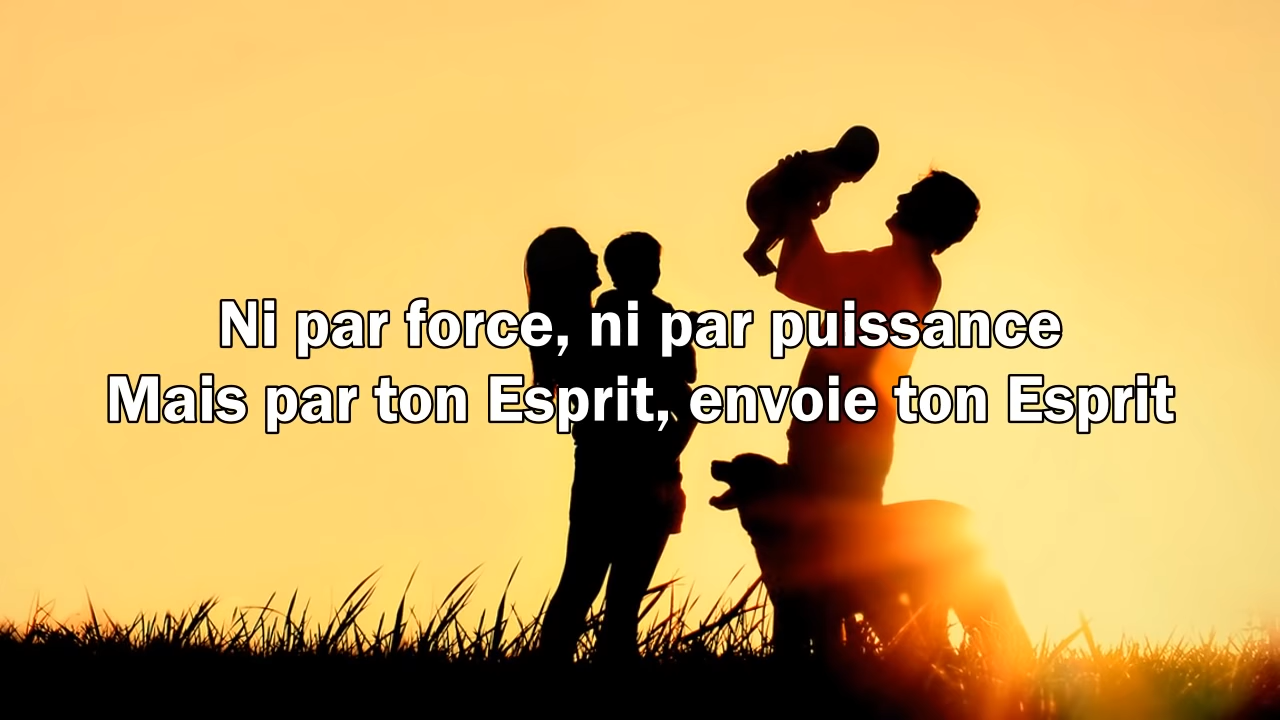 Ni par force, ni par puissance
Mais par ton Esprit, envoie ton Esprit